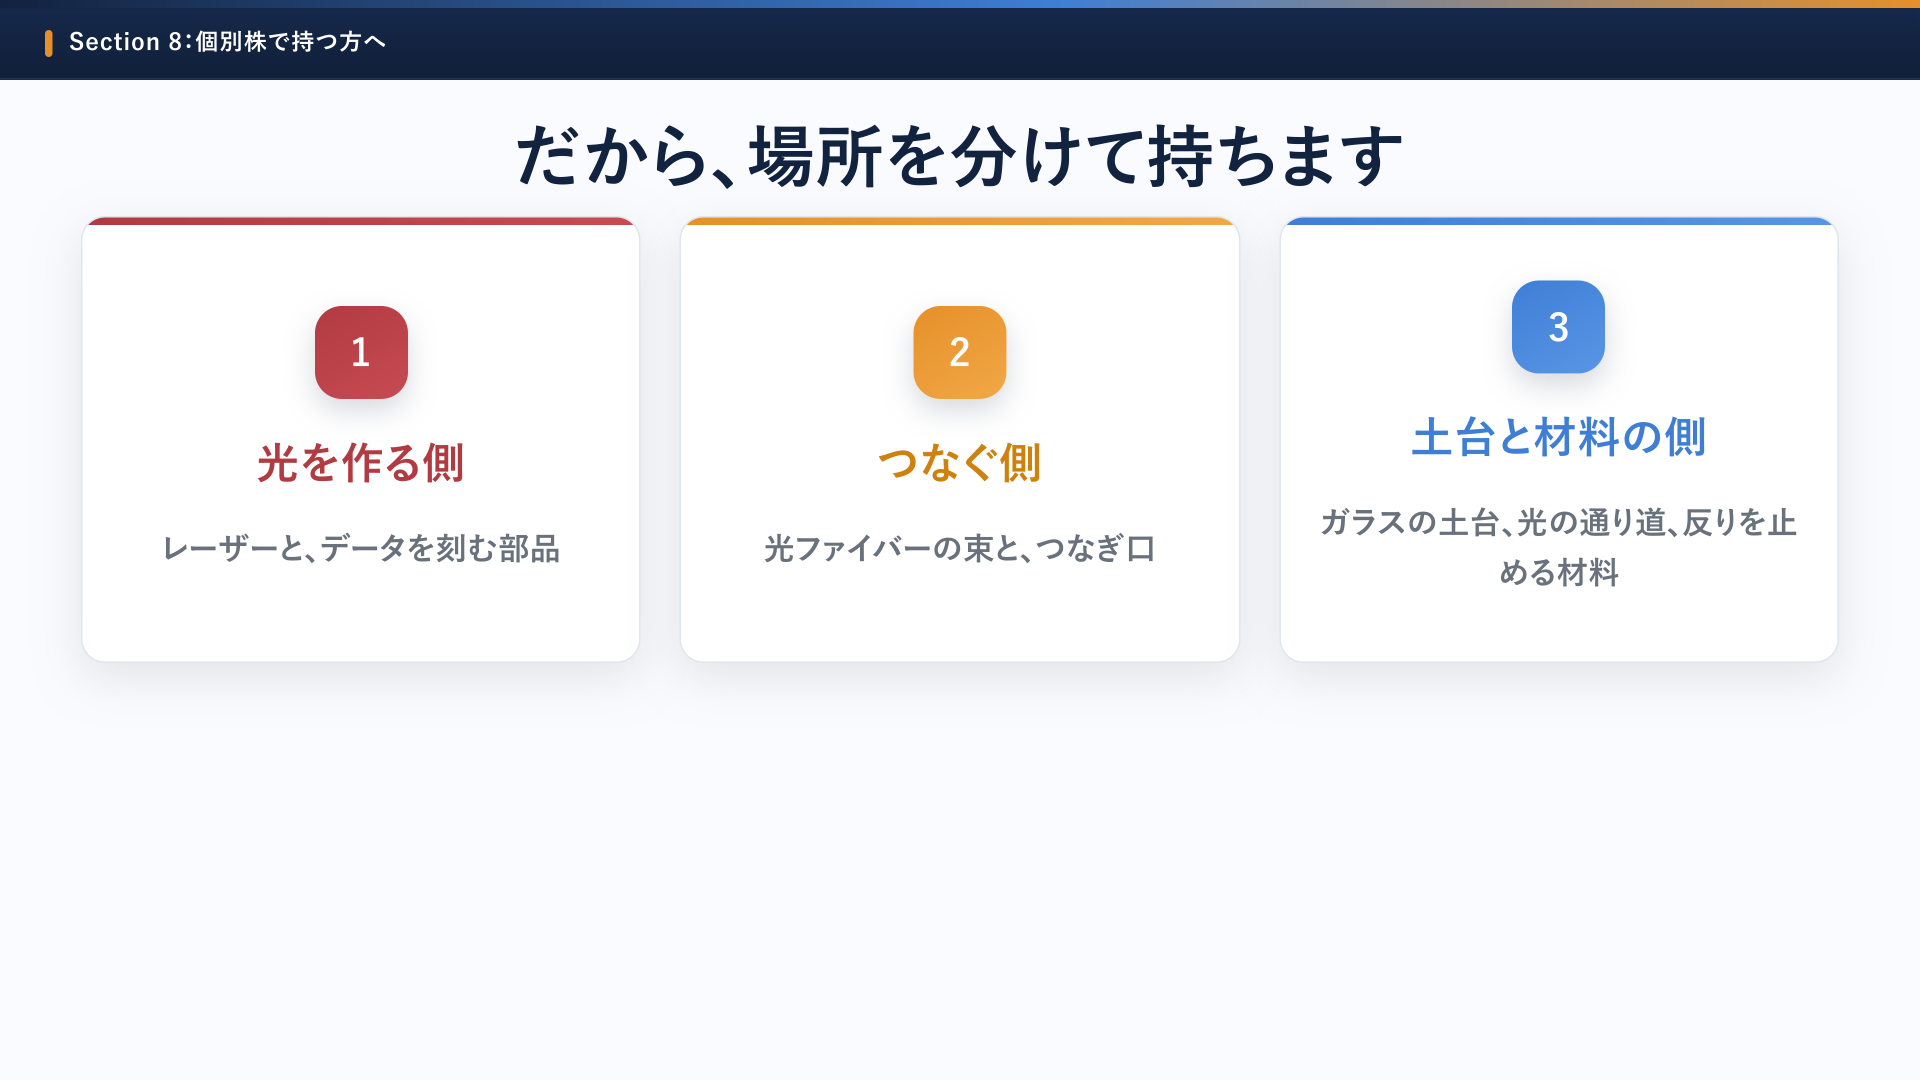 Section 8：個別株で持つ方へ
だから、場所を分けて持ちます
1
光を作る側
レーザーと、データを刻む部品
2
つなぐ側
光ファイバーの束と、つなぎ口
3
土台と材料の側
ガラスの土台、光の通り道、反りを止
める材料